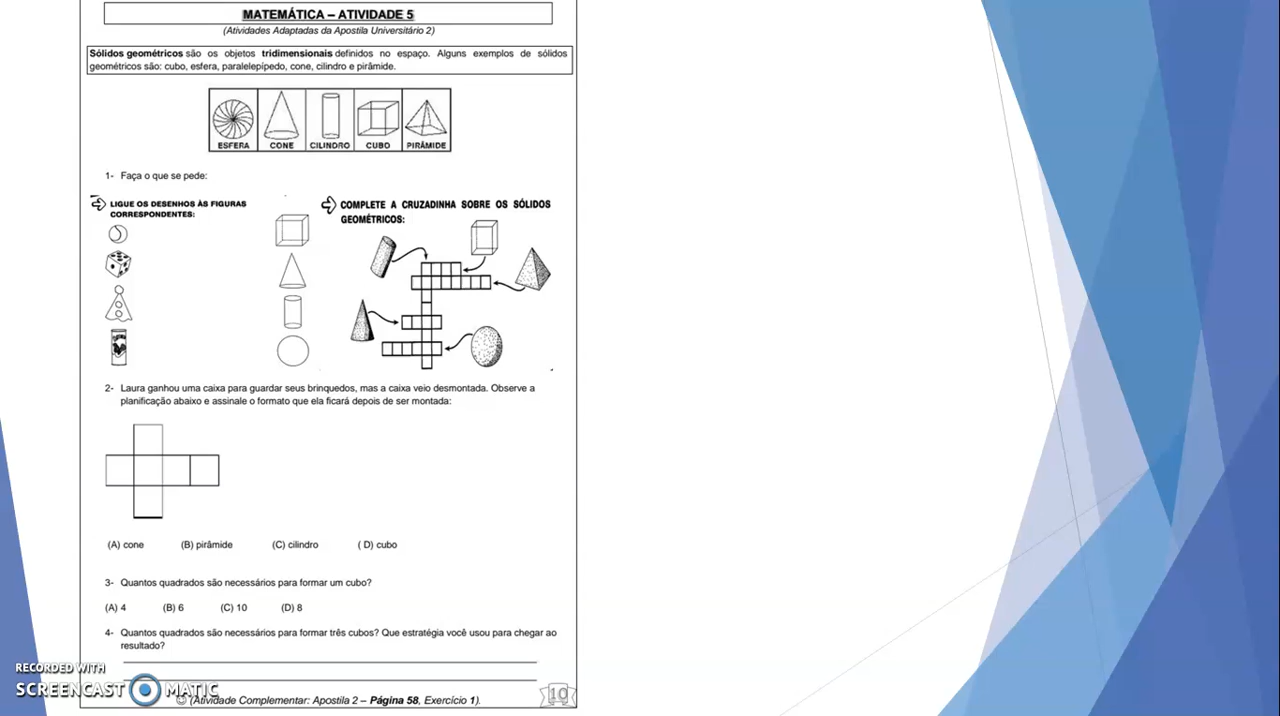 MATEMÁTICA – ATIVIDADE 5
(Atividades Adaptadas da Apostila Universitário 2)
Sólidos geométricos são os objetos tridimensionais definidos no espaço. Alguns exemplos de sólidos
geométricos são: cubo, esfera, paralelepípedo, cone, cilindro e pirâmide.
ESFERA CONE CILINDRO CUBO PIRÂMIDE
1- Faça o que se pede:
LIGUE OS DESENHOS ÀS FIGURAS
CORRESPONDENTES:
COMPLETE A CRUZADINHA SOBRE OS SÓLIDOS
GEOMÉTRICOS:
2- Laura ganhou uma caixa para guardar seus brinquedos, mas a caixa veio desmontada. Observe a
planificação abaixo e assinale o formato que ela ficará depois de ser montada:
(A) cone (B) pirâmide (C) cilindro ( D) cubo
3- Quantos quadrados são necessários para formar um cubo?
(A) 4 (B) 6 (C) 10 (D) 8
4- Quantos quadrados são necessários para formar três cubos? Que estratégia você usou para chegar ao
resultado?
(Atividade Complementar: Apostila 2 – Página 58, Exercício 1).
10
RECORDED WITH
SCREENCAST MATIC